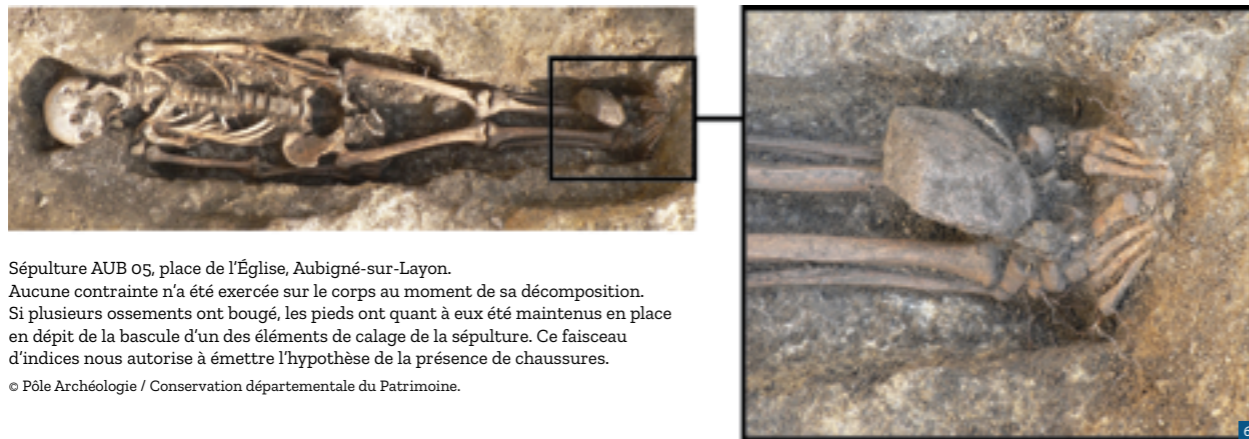 Sépulture AUB 05, place de l'Église, Aubigné-sur-Layon.
Aucune contrainte n'a été exercée sur le corps au moment de sa décomposition.
Si plusieurs ossements ont bougé, les pieds ont quant à eux été maintenus en place
en dépit de la bascule d'un des éléments de calage de la sépulture. Ce faisceau
d'indices nous autorise à émettre l'hypothèse de la présence de chaussures.
© Pôle Archéologie / Conservation départementale du Patrimoine.
6